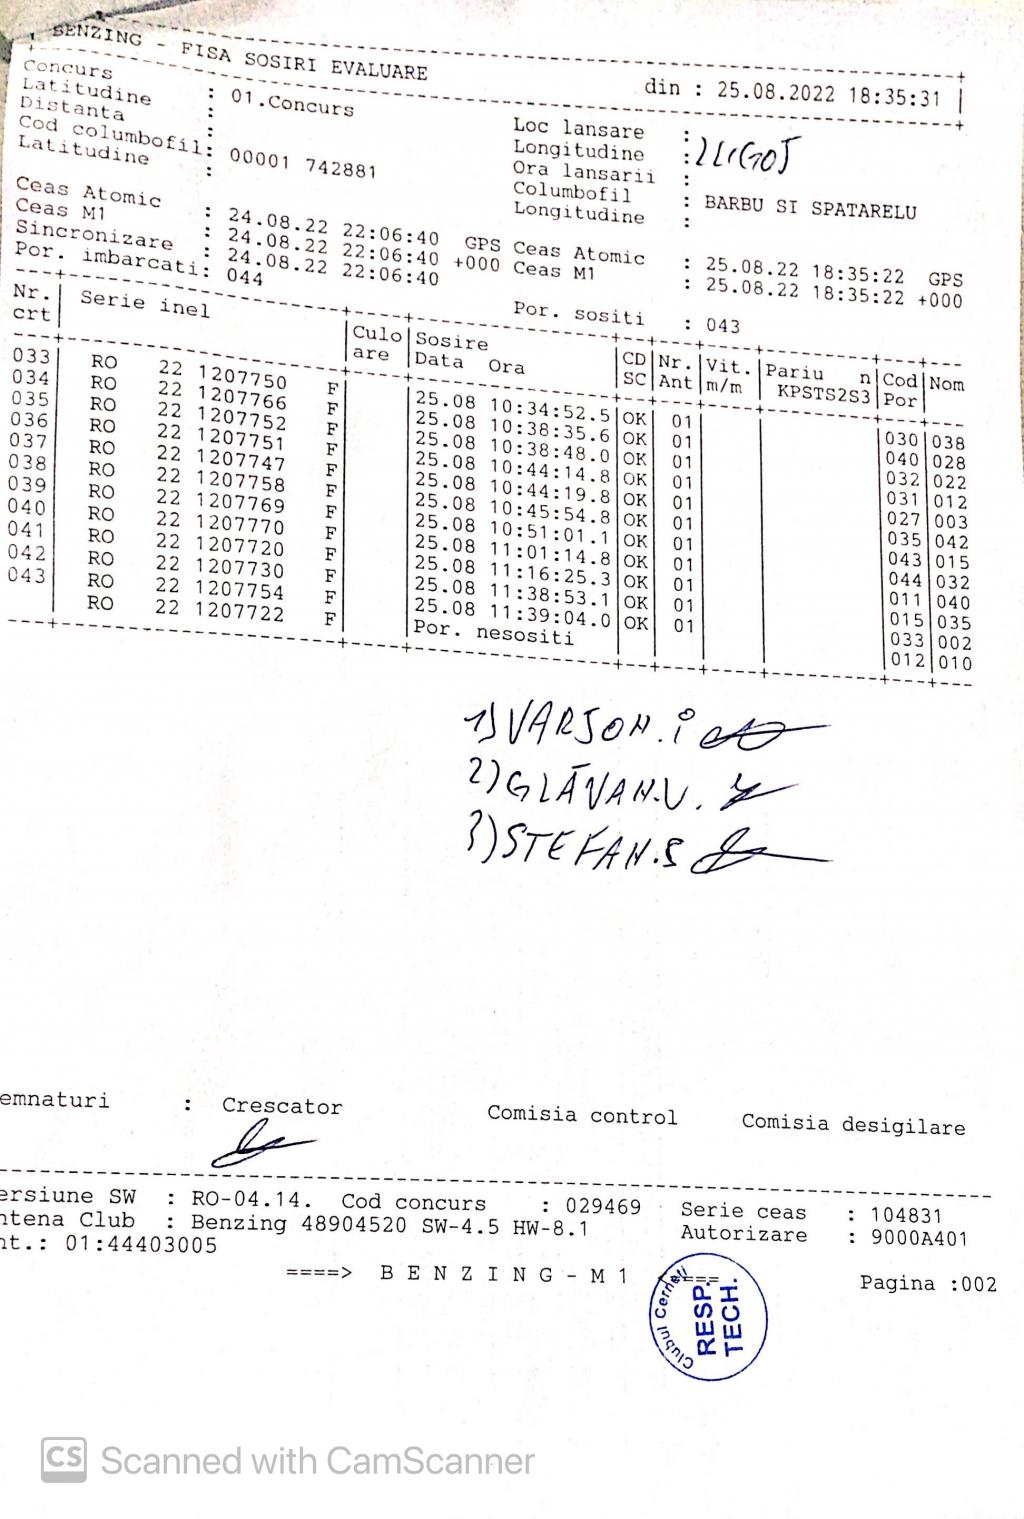 BENZING - FISA SOSIRI EVALUARE din : 25.08.2022 18:35:31
Concurs : 01.Concurs Loc lansare :
Latitudine : Longitudine : LUGOJ
Distanta : Ora lansarii :
Cod columbofil: 00001 742881 Columbofil : BARBU SI SPATARELU
Latitudine : Longitudine :
Ceas Atomic : 24.08.22 22:06:40 GPS Ceas Atomic : 25.08.22 18:35:22 GPS
Ceas M1 : 24.08.22 22:06:40 +000 Ceas M1 : 25.08.22 18:35:22 +000
Sincronizare : 24.08.22 22:06:40
Por. imbarcati: 044 Por. sositi : 043
Nr. Serie inel Culo Sosire CD Nr. Vit. Pariu n Cod Nom
crt are Data Ora SC Ant m/m KPSTS2S3 Por
033 RO 22 1207750 F 25.08 10:34:52.5 OK 01 030 038
034 RO 22 1207766 F 25.08 10:38:35.6 OK 01 040 028
035 RO 22 1207752 F 25.08 10:38:48.0 OK 01 032 022
036 RO 22 1207751 F 25.08 10:44:14.8 OK 01 031 012
037 RO 22 1207747 F 25.08 10:44:19.8 OK 01 027 003
038 RO 22 1207758 F 25.08 10:45:54.8 OK 01 035 042
039 RO 22 1207769 F 25.08 10:51:01.1 OK 01 043 015
040 RO 22 1207770 F 25.08 11:01:14.8 OK 01 044 032
041 RO 22 1207720 F 25.08 11:16:25.3 OK 01 011 040
042 RO 22 1207730 F 25.08 11:38:53.1 OK 01 015 035
043 RO 22 1207754 F 25.08 11:39:04.0 OK 01 033 002
RO 22 1207722 F Por. nesositi 012 010
1) VARJON.i
2) GLĂVAN.V.
3) STEFAN.S
emnaturi : Crescator Comisia control Comisia desigilare
ersiune SW : RO-04.14. Cod concurs : 029469 Serie ceas : 104831
ntena Club : Benzing 48904520 SW-4.5 HW-8.1 Autorizare : 9000A401
nt.: 01:44403005
====> B E N Z I N G - M 1 <==== Pagina :002
Clubul Cerneti
RESP.
TECH.
CS Scanned with CamScanner